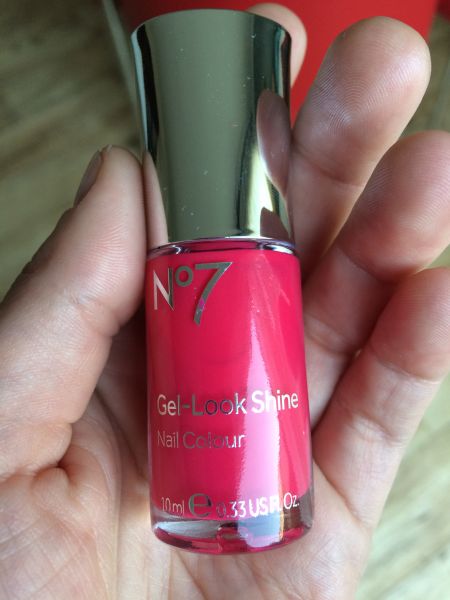 Nº7
Gel-Look Shine
Nail Colour
10ml ℮ 0.33 US Fl. Oz.